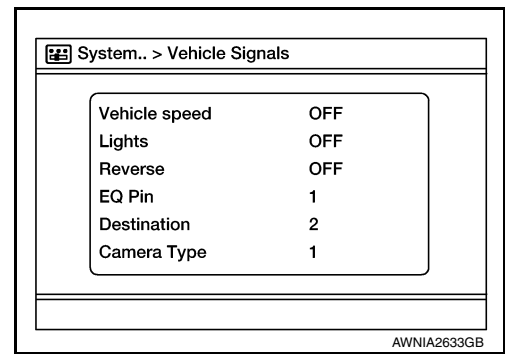 System.. > Vehicle Signals
Vehicle speed OFF
Lights OFF
Reverse OFF
EQ Pin 1
Destination 2
Camera Type 1
AWNIA2633GB